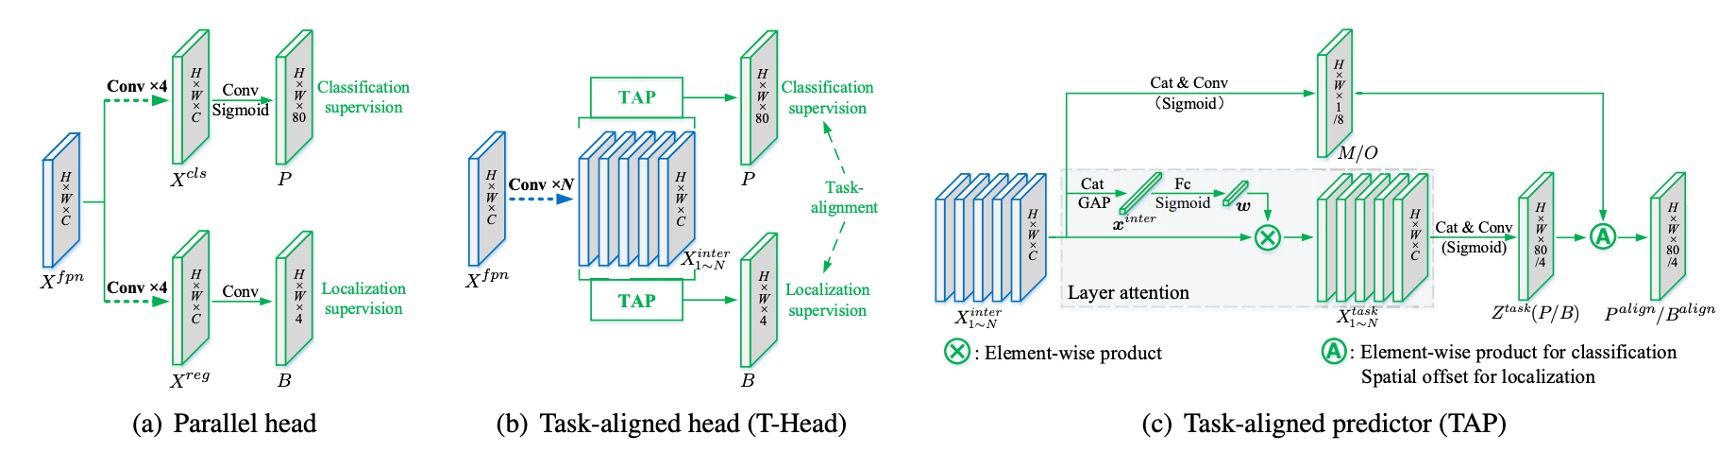 Conv ×4
H × W × C
X^{cls}
Conv
Sigmoid
H × W × 80
P
Classification
supervision
H × W × C
X^{fpn}
Conv ×4
H × W × C
X^{reg}
Conv
H × W × 4
B
Localization
supervision
(a) Parallel head
H × W × C
X^{fpn}
Conv ×N
TAP
H × W × C
X^{inter}_{1∼N}
TAP
H × W × 80
P
Classification
supervision
Task-
alignment
H × W × 4
B
Localization
supervision
(b) Task-aligned head (T-Head)
H × W × C
X^{inter}_{1∼N}
Cat & Conv
(Sigmoid)
H × W × 1 /8
M/O
Cat
GAP
x^{inter}
Fc
Sigmoid
w
Layer attention
H × W × C
X^{task}_{1∼N}
Cat & Conv
(Sigmoid)
H × W × 80 /4
Z^{task}(P/B)
A
H × W × 80 /4
P^{align}/B^{align}
: Element-wise product
A : Element-wise product for classification
Spatial offset for localization
(c) Task-aligned predictor (TAP)